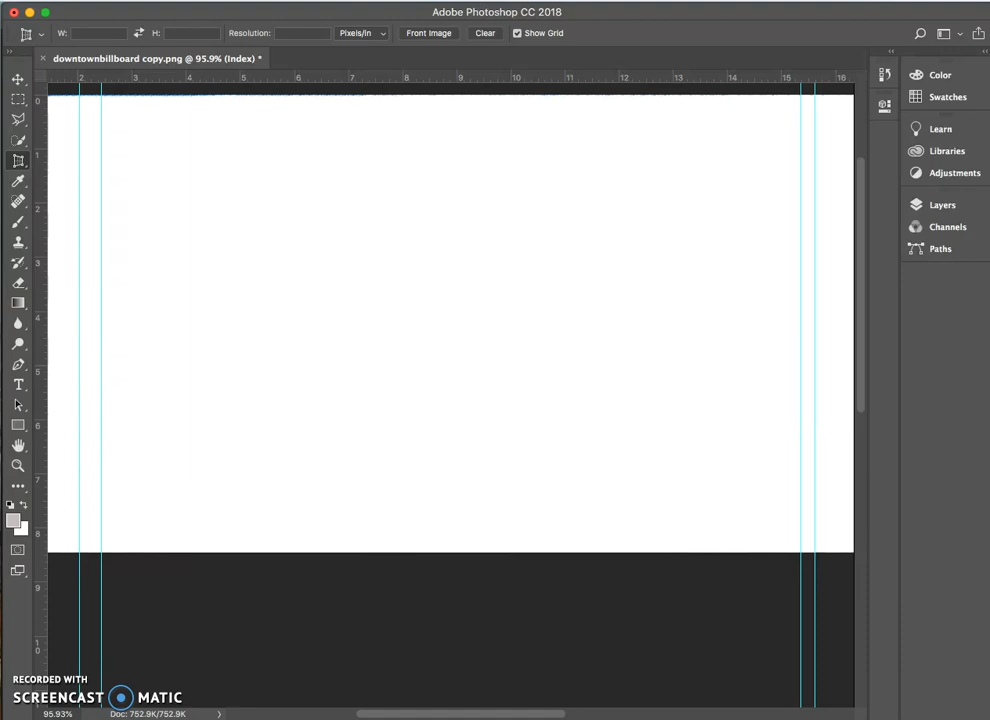 Adobe Photoshop CC 2018
W: H: Resolution: Pixels/in Front Image Clear Show Grid
downtownbillboard copy.png @ 95.9% (Index) *
2 3 4 5 6 7 8 9 10 11 12 13 14 15 16
0
1
2
3
4
5
6
7
8
9
1
0
Color
Swatches
Learn
Libraries
Adjustments
Layers
Channels
Paths
T
RECORDED WITH
SCREENCAST MATIC
95.93% Doc: 752.9K/752.9K